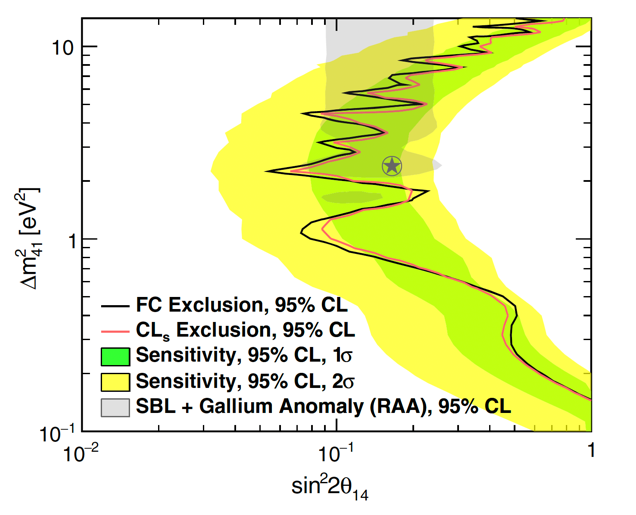 10
1
10⁻¹
Δm²₄₁ [eV²]
FC Exclusion, 95% CL
CLₛ Exclusion, 95% CL
Sensitivity, 95% CL, 1σ
Sensitivity, 95% CL, 2σ
SBL + Gallium Anomaly (RAA), 95% CL
10⁻² 10⁻¹ 1
sin²2θ₁₄